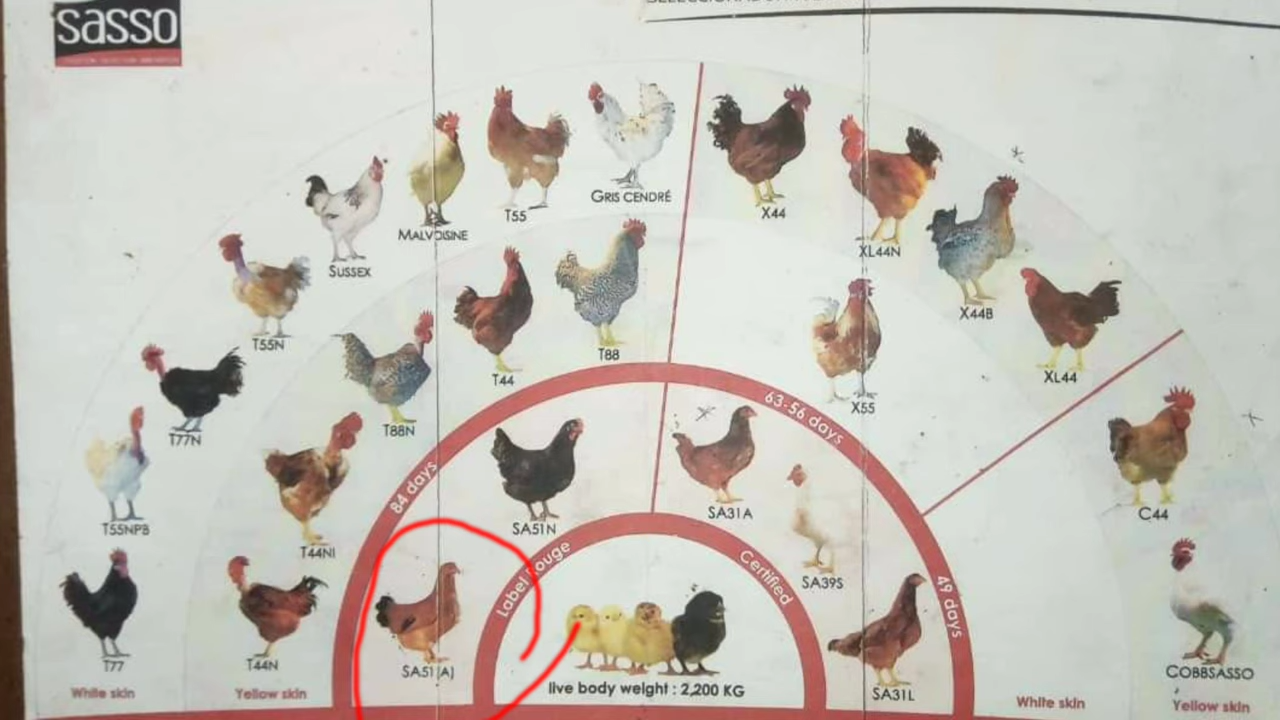 sasso
GRIS CENDRÉ
T55
X44
MALVOISINE
XL44N
SUSSEX
X44B
T55N
T88
T44
XL44
X55
T88N
T77N
63-56 days
84 days
SA51N
SA31A
C44
T55NPB
T44NI
Label Rouge
Certified
SA39S
49 days
T77
T44N
SA51(A)
COBBSASSO
live body weight : 2,200 KG
SA31L
White skin
Yellow skin
White skin
Yellow skin